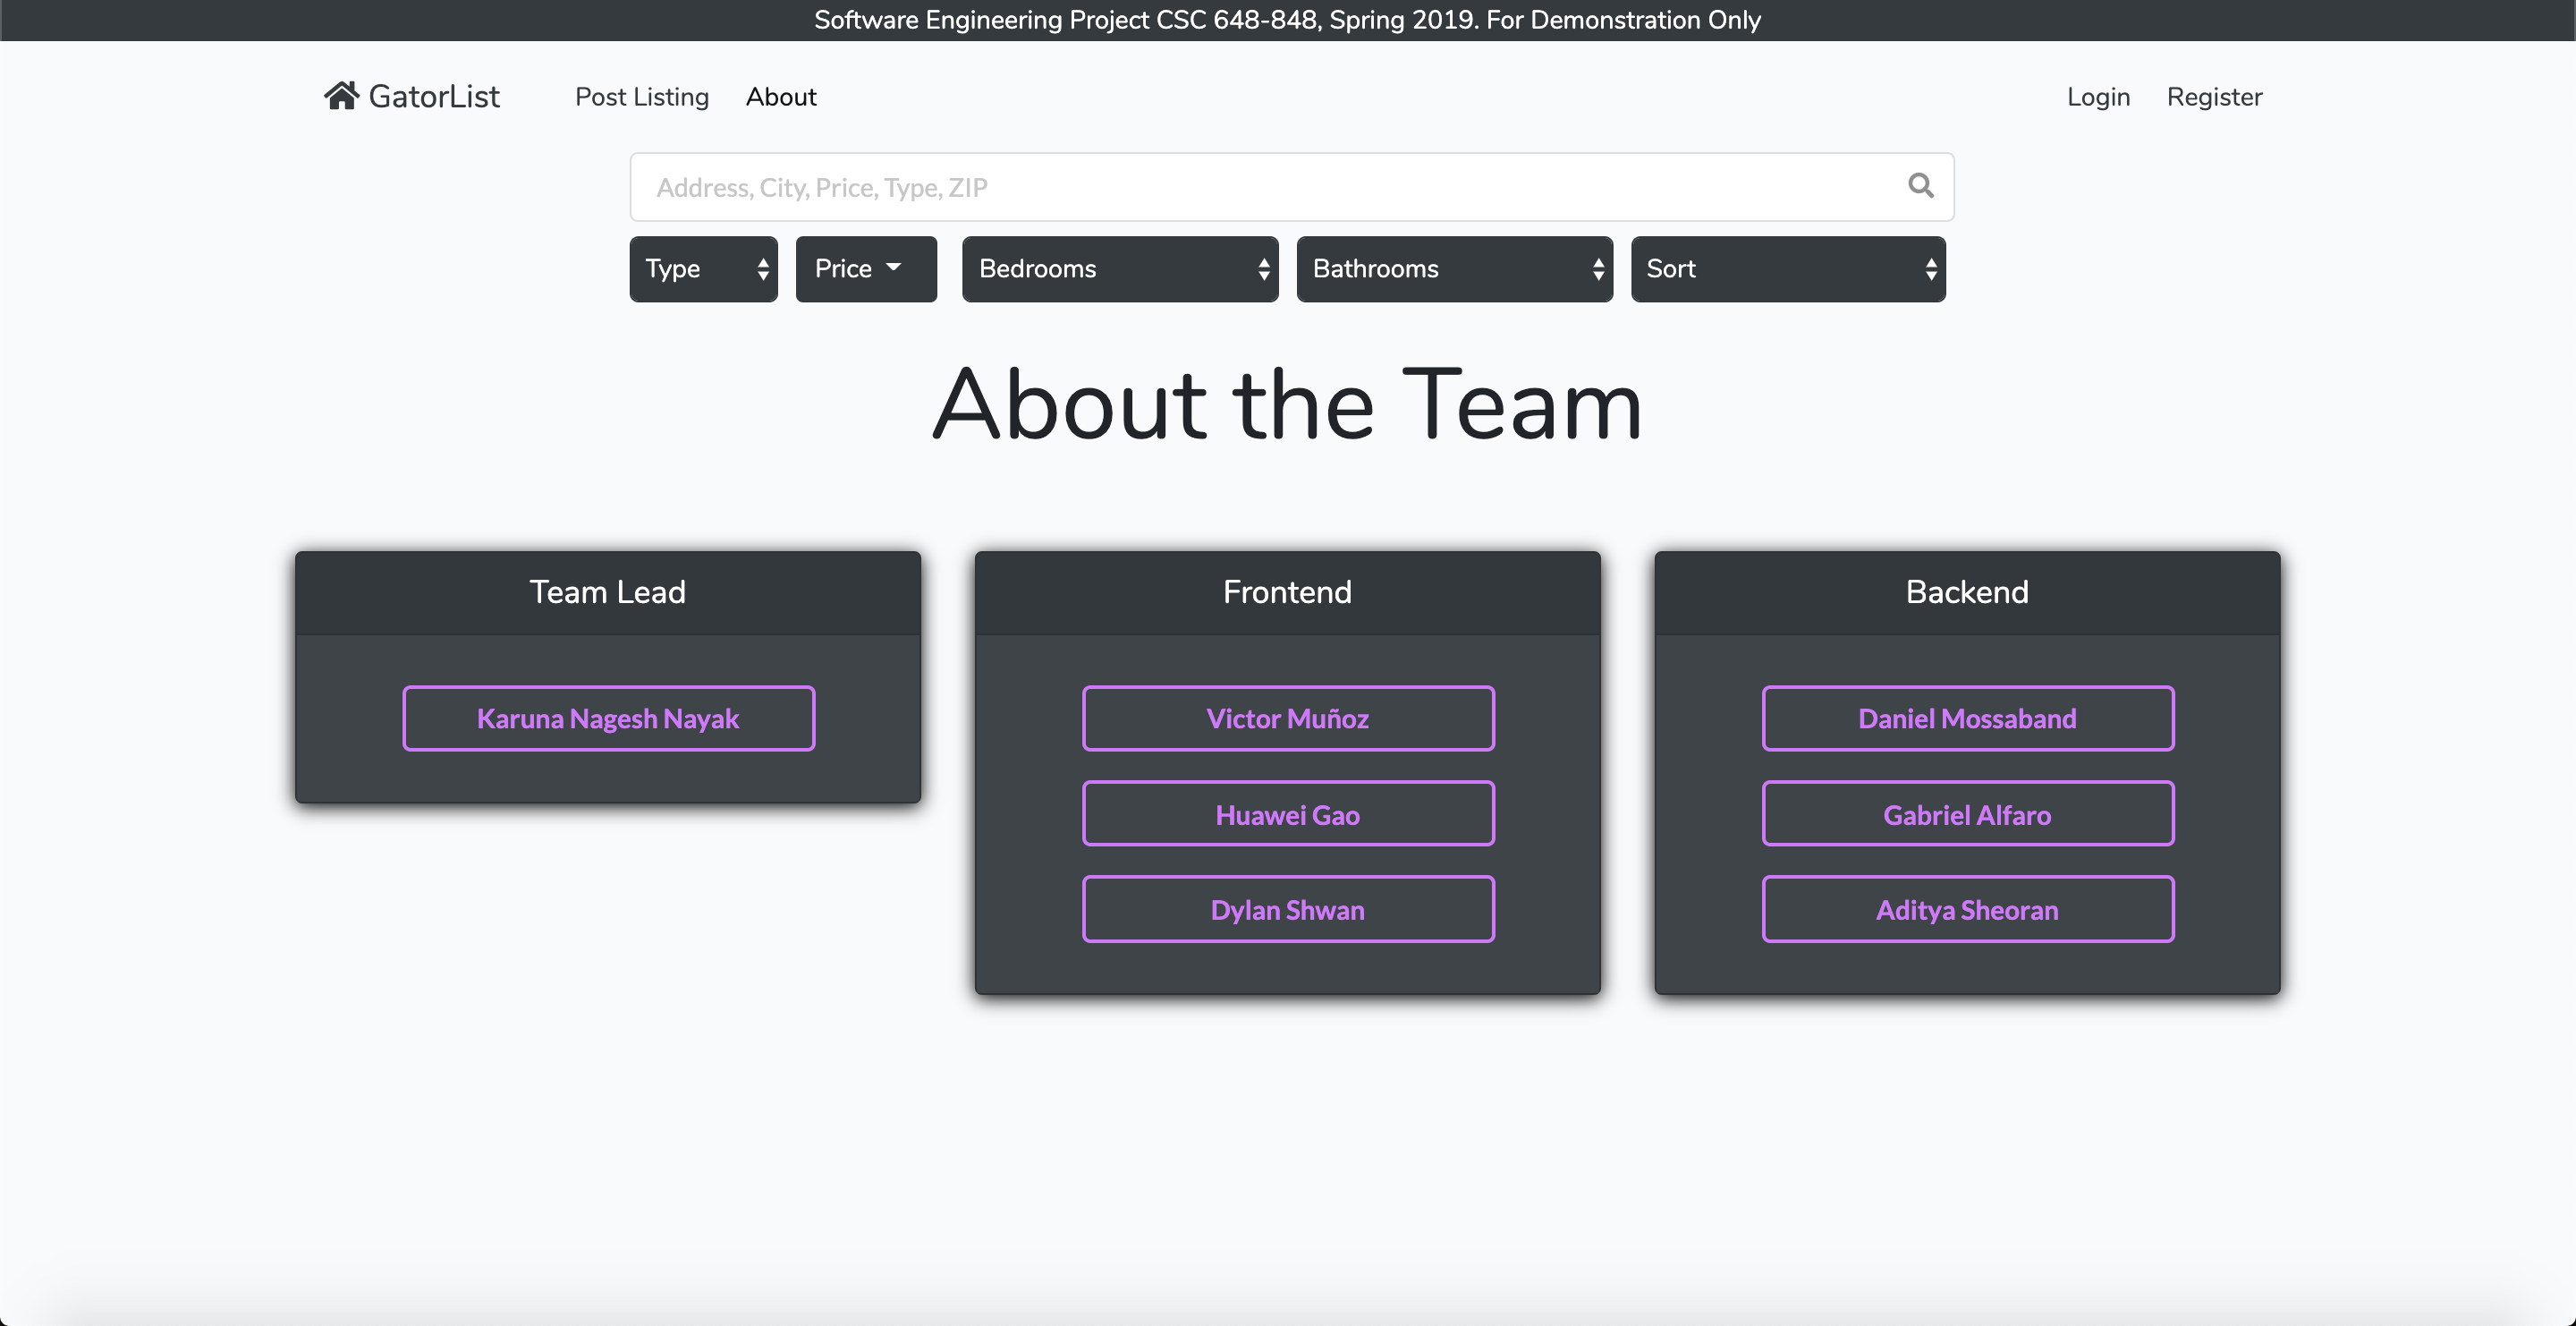 Software Engineering Project CSC 648-848, Spring 2019. For Demonstration Only
GatorList Post Listing About Login Register
Address, City, Price, Type, ZIP
Type Price Bedrooms Bathrooms Sort
About the Team
Team Lead
Karuna Nagesh Nayak
Frontend
Victor Muñoz
Huawei Gao
Dylan Shwan
Backend
Daniel Mossaband
Gabriel Alfaro
Aditya Sheoran